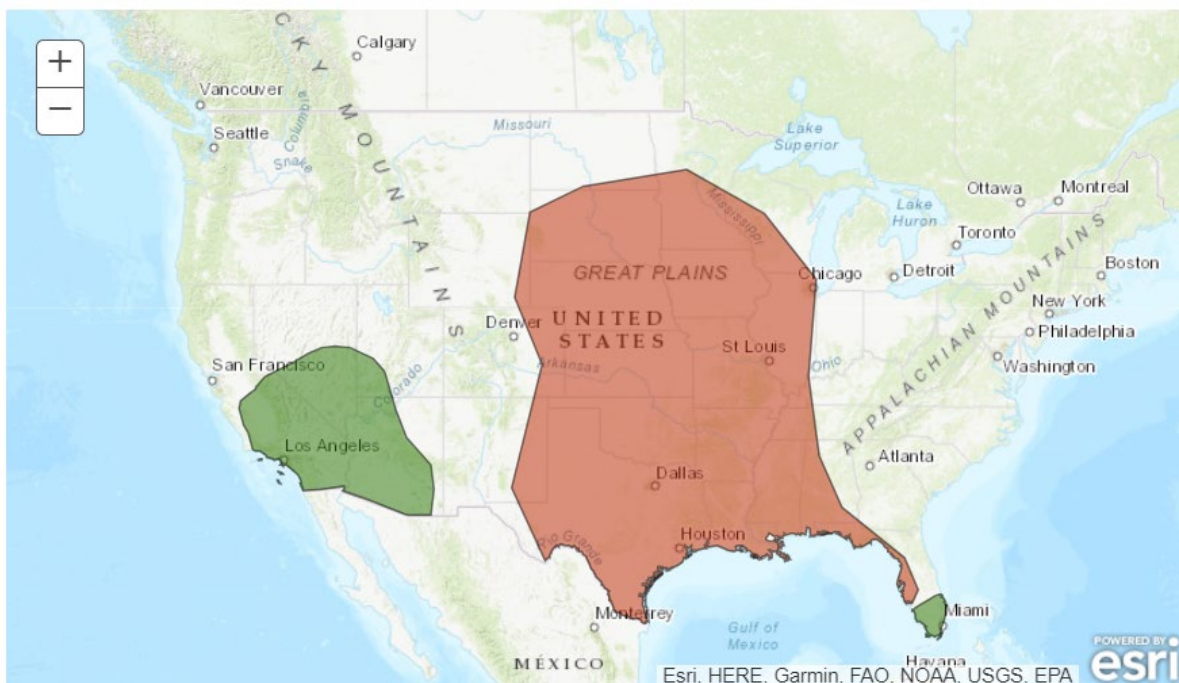 CKY MOUNTAINS
+
−
Calgary
Vancouver
Columbia
Seattle
Snake
Missouri
Lake
Superior
Mississippi
Ottawa
Montreal
Lake
Huron
Toronto
GREAT PLAINS
Chicago
Detroit
Boston
APPALACHIAN MOUNTAINS
New York
Denver
UNITED
STATES
Philadelphia
St Louis
Washington
San Francisco
Colorado
Arkansas
Ohio
Los Angeles
Atlanta
Dallas
Houston
Rio Grande
Monterrey
Miami
Gulf of
Mexico
MÉXICO
Havana
POWERED BY
esri
Esri, HERE, Garmin, FAO, NOAA, USGS, EPA